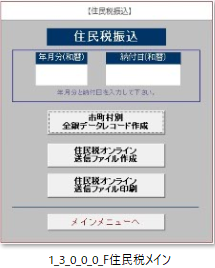 【住民税振込】
住民税振込
年月分(和暦) 納付日(和暦)
年月分と納付日を入力して下さい。
市町村別
全銀データレコード作成
住民税オンライン
送信ファイル作成
住民税オンライン
送信ファイル印刷
メインメニューへ
1_3_0_0_F住民税メイン